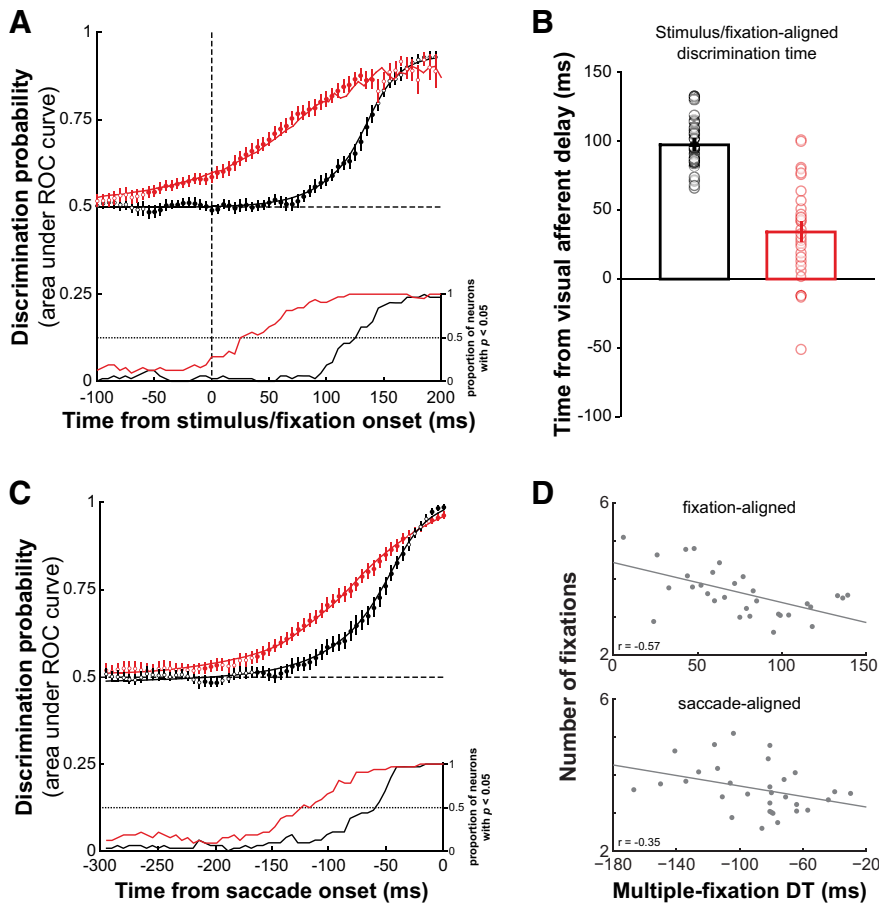 A
Discrimination probability
(area under ROC curve)
1
0.75
0.5
0.25
0
1
0.5
0
proportion of neurons
with p < 0.05
-100 -50 0 50 100 150 200
Time from stimulus/fixation onset (ms)
B
Stimulus/fixation-aligned
discrimination time
Time from visual afferent delay (ms)
150
100
50
0
-50
-100
C
Discrimination probability
(area under ROC curve)
1
0.75
0.5
0.25
0
1
0.5
0
proportion of neurons
with p < 0.05
-300 -250 -200 -150 -100 -50 0
Time from saccade onset (ms)
D
Number of fixations
fixation-aligned
6
2
r = -0.57
0 50 100 150
saccade-aligned
6
2
r = -0.35
−180 −140 −100 −60 −20
Multiple-fixation DT (ms)